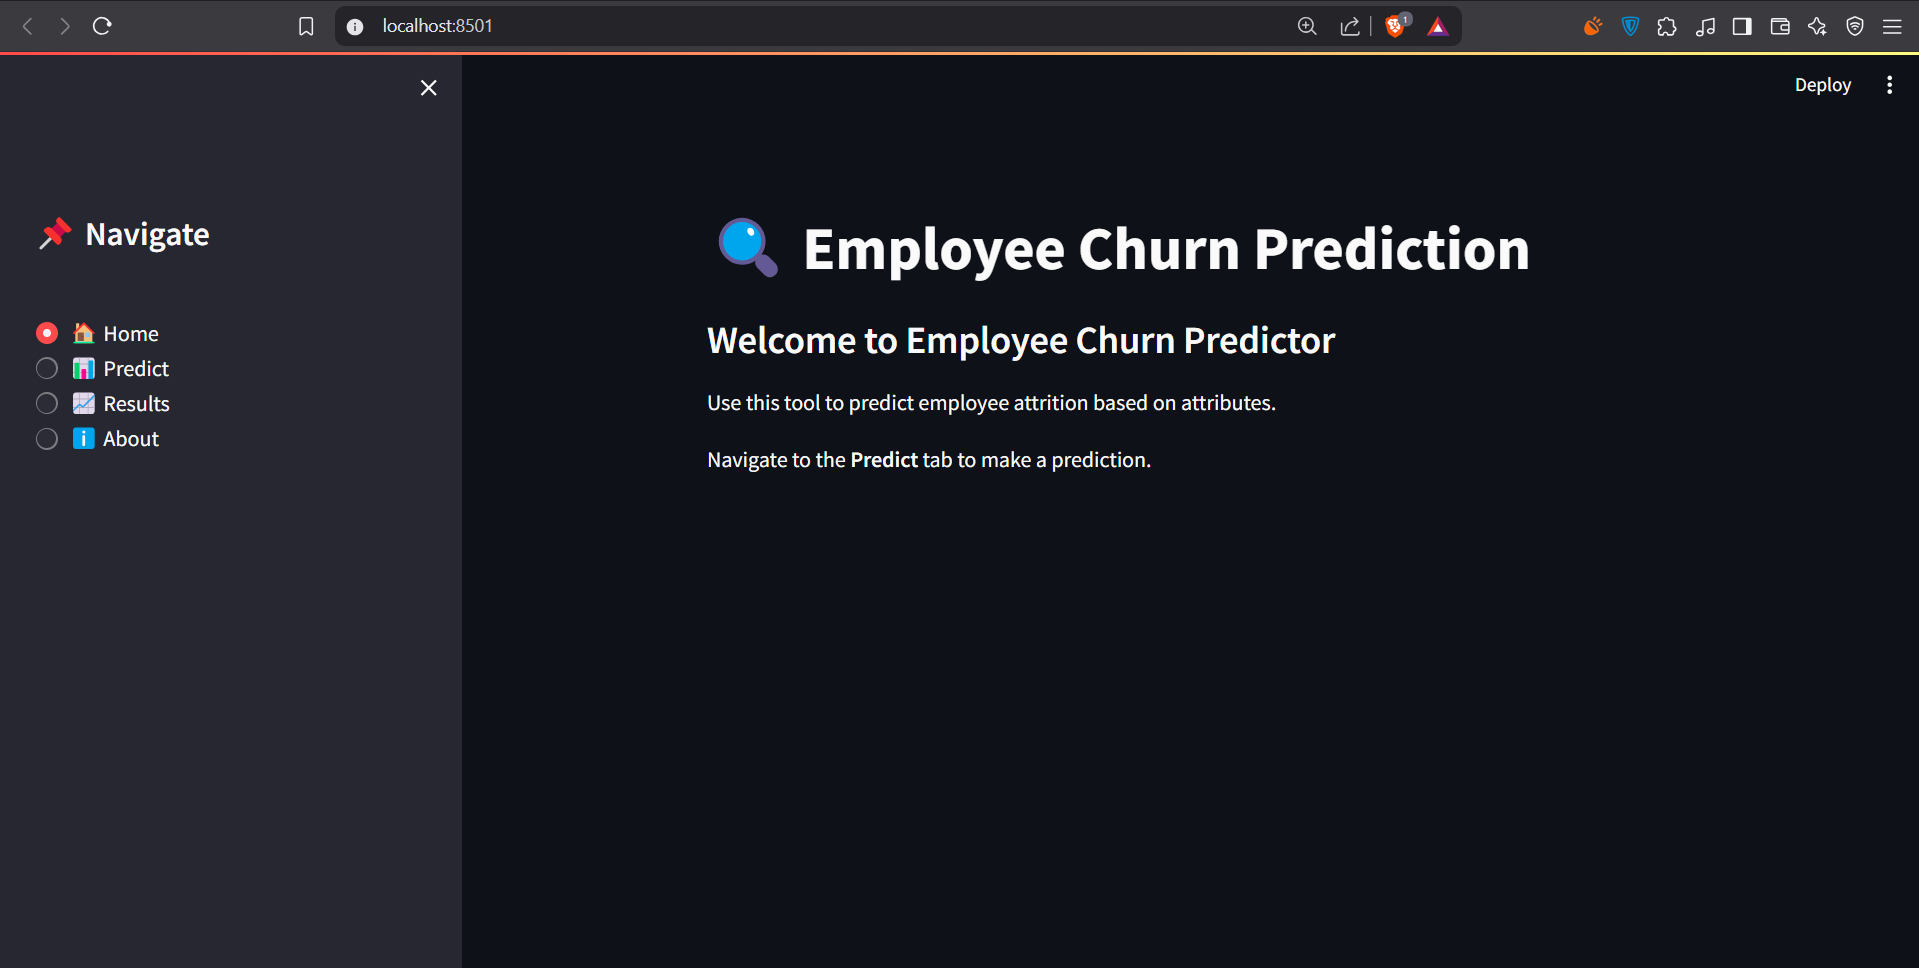 localhost:8501
1
Deploy
📌 Navigate
🏠 Home
📊 Predict
📈 Results
ℹ️ About
🔍 Employee Churn Prediction
Welcome to Employee Churn Predictor
Use this tool to predict employee attrition based on attributes.
Navigate to the Predict tab to make a prediction.